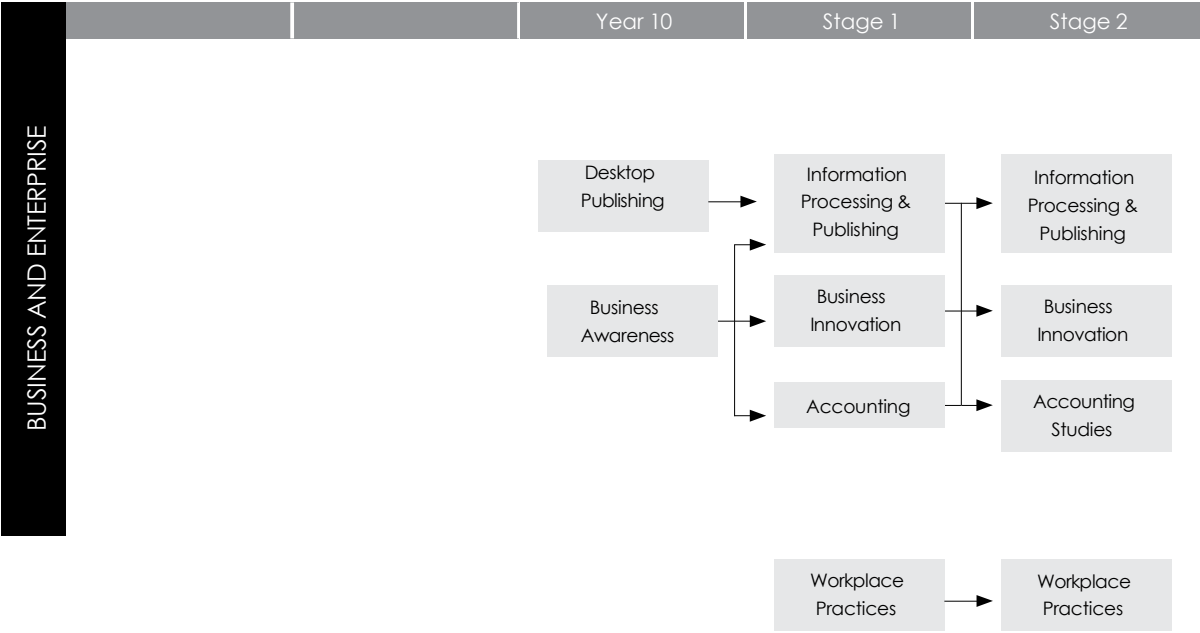 Year 10
Stage 1
Stage 2
BUSINESS AND ENTERPRISE
Desktop
Publishing
Information
Processing &
Publishing
Information
Processing &
Publishing
Business
Awareness
Business
Innovation
Business
Innovation
Accounting
Accounting
Studies
Workplace
Practices
Workplace
Practices